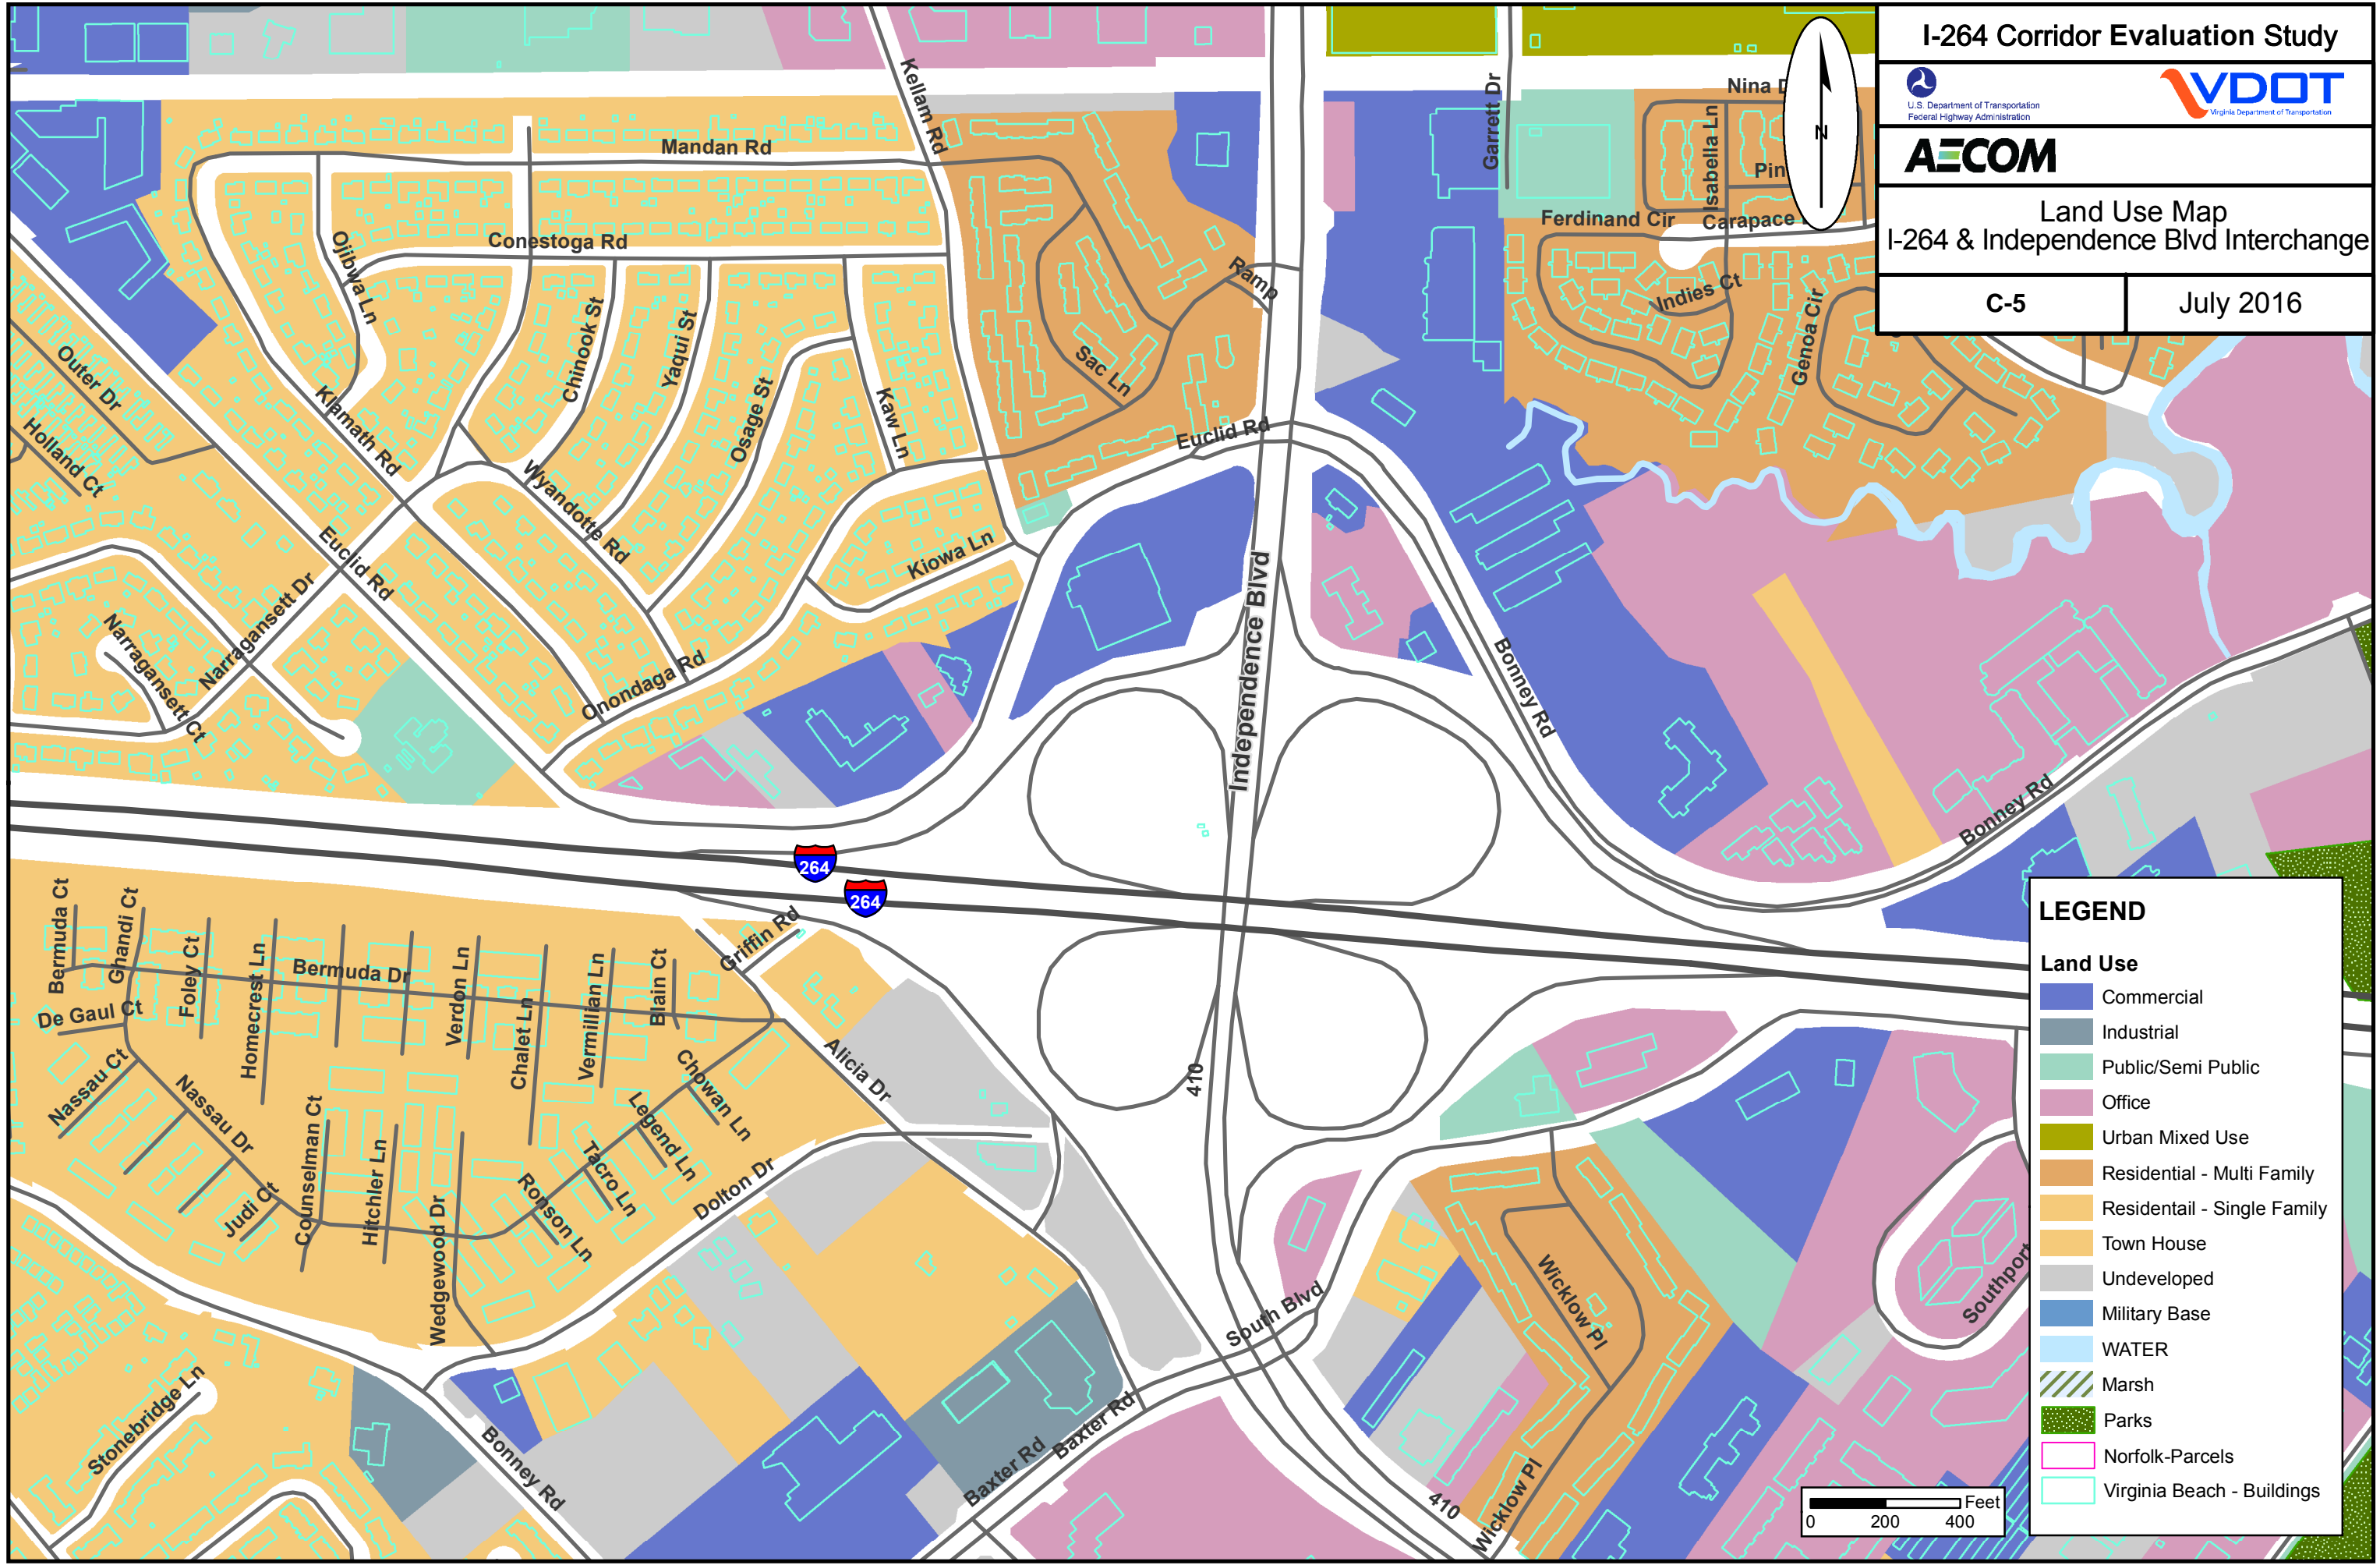 I-264 Corridor Evaluation Study
U.S. Department of Transportation
Federal Highway Administration
VDOT
Virginia Department of Transportation
AECOM
Land Use Map
I-264 & Independence Blvd Interchange
C-5
July 2016
N
Kellam Rd
Mandan Rd
Garrett Dr
Nina
Isabella Ln
Pin
Ferdinand Cir
Carapace
Conestoga Rd
Ojibwa Ln
Ramp
Indies Ct
Genoa Cir
Outer Dr
Chinook St
Yaqui St
Osage St
Sac Ln
Holland Ct
Klamath Rd
Kaw Ln
Euclid Rd
Wyandotte Rd
Euclid Rd
Kiowa Ln
Narragansett Dr
Narragansett Ct
Onondaga Rd
Independence Blvd
Bonney Rd
Bonney Rd
264
264
Griffin Rd
Bermuda Ct
Ghandi Ct
Foley Ct
Homecrest Ln
Bermuda Dr
Verdon Ln
Chalet Ln
Vermillian Ln
Blain Ct
De Gaul Ct
Nassau Ct
Nassau Dr
Alicia Dr
Chowan Ln
Legend Ln
Tacro Ln
Ronson Ln
Judi Ct
Counselman Ct
Hitchler Ln
Wedgewood Dr
Dolton Dr
410
South Blvd
Wicklow Pl
Southport
Stonebridge Ln
Bonney Rd
Baxter Rd
Baxter Rd
410
Wicklow Pl
LEGEND
Land Use
Commercial
Industrial
Public/Semi Public
Office
Urban Mixed Use
Residential - Multi Family
Residentail - Single Family
Town House
Undeveloped
Military Base
WATER
Marsh
Parks
Norfolk-Parcels
Virginia Beach - Buildings
Feet
0 200 400